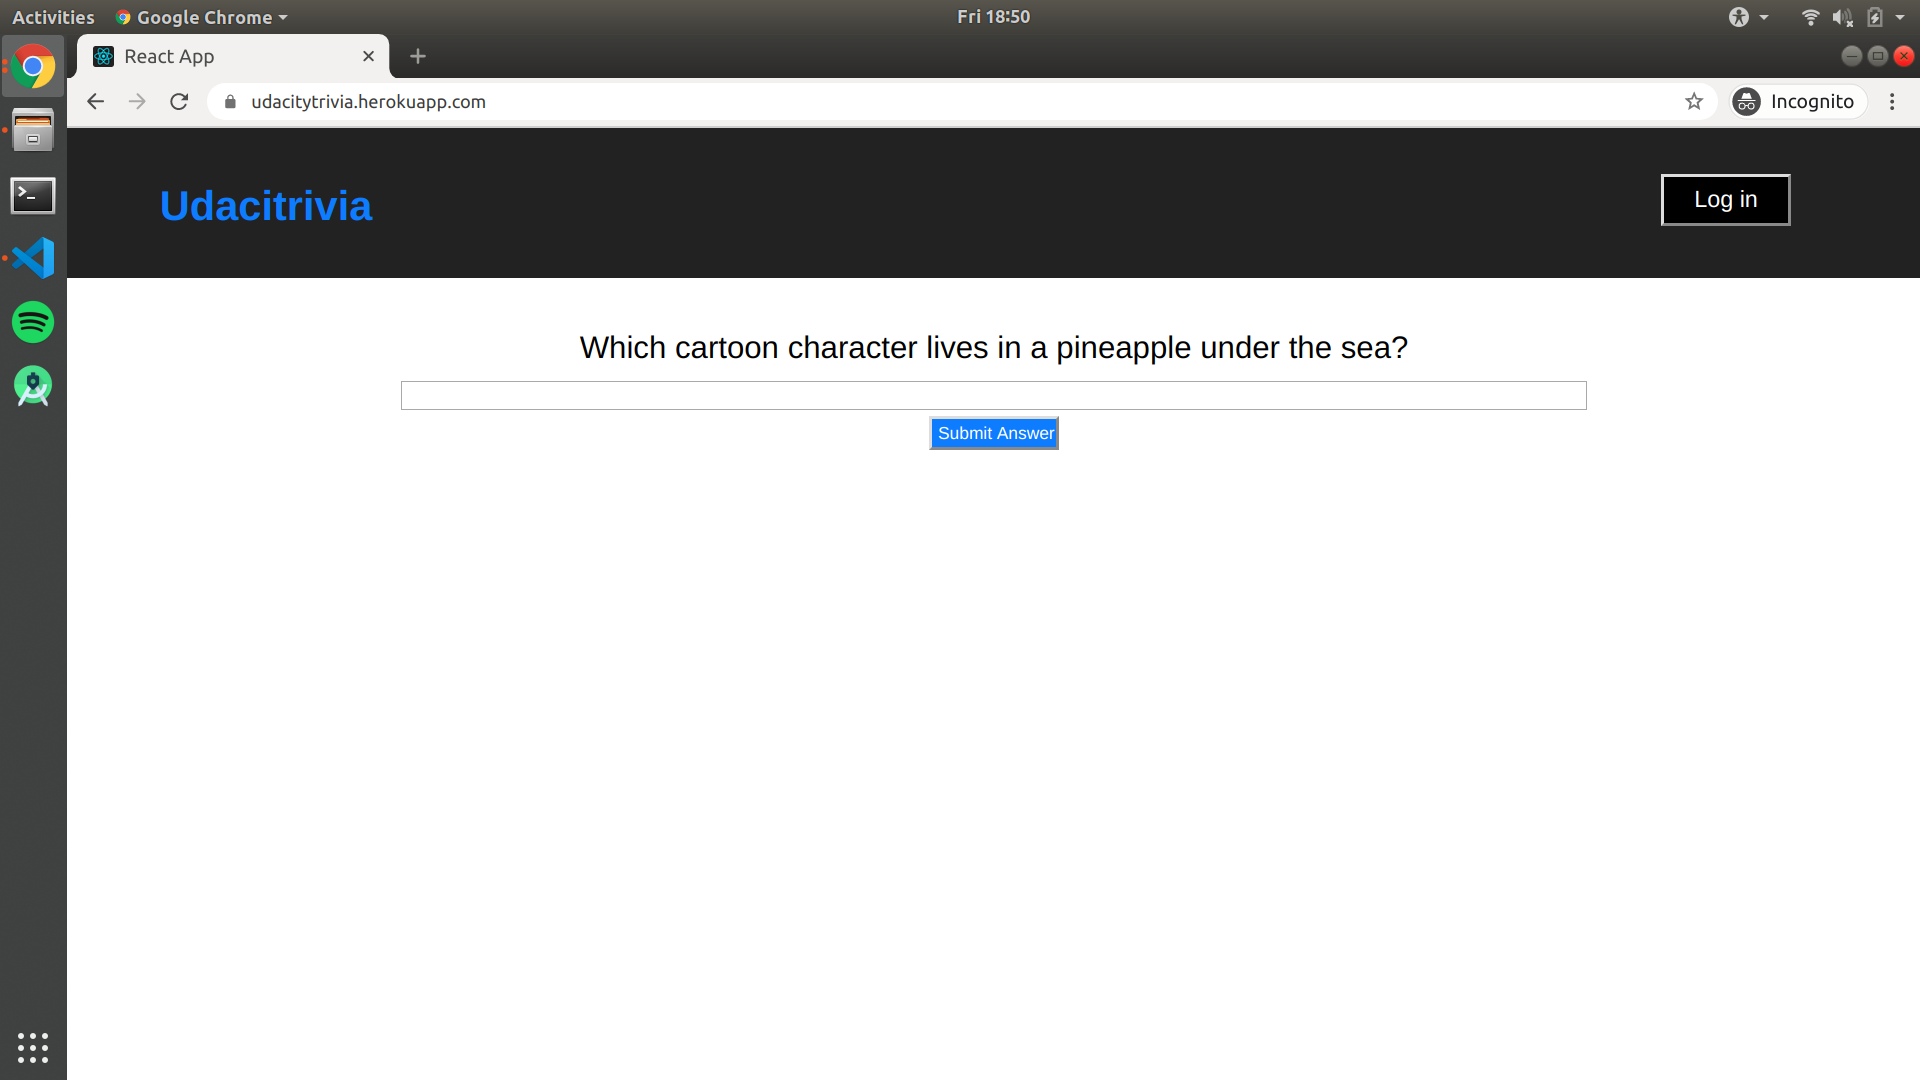 Activities
Google Chrome
Fri 18:50
React App
udacitytrivia.herokuapp.com
Incognito
Udacitrivia
Log in
Which cartoon character lives in a pineapple under the sea?
Submit Answer